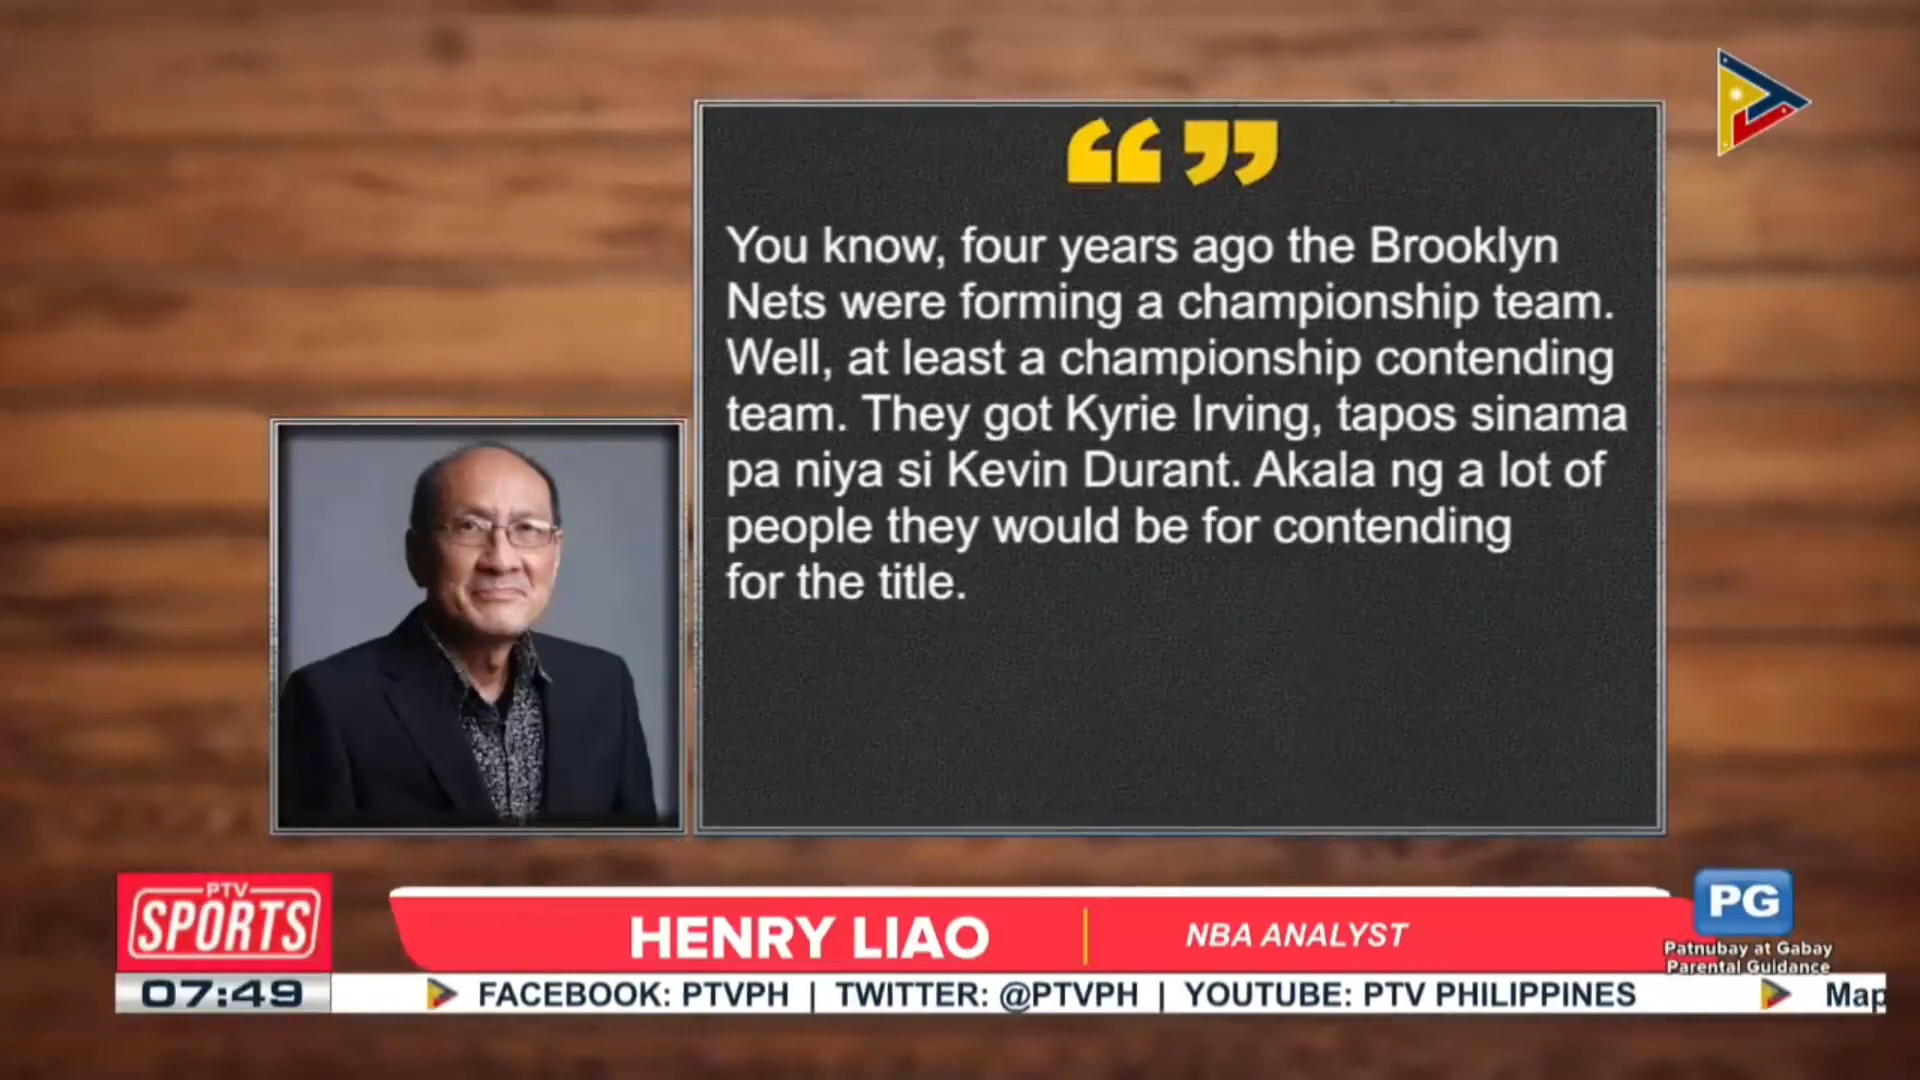 “ ”
You know, four years ago the Brooklyn
Nets were forming a championship team.
Well, at least a championship contending
team. They got Kyrie Irving, tapos sinama
pa niya si Kevin Durant. Akala ng a lot of
people they would be for contending
for the title.
PTV
SPORTS
HENRY LIAO
NBA ANALYST
PG
Patnubay at Gabay
Parental Guidance
07:49
FACEBOOK: PTVPH | TWITTER: @PTVPH | YOUTUBE: PTV PHILIPPINES Map